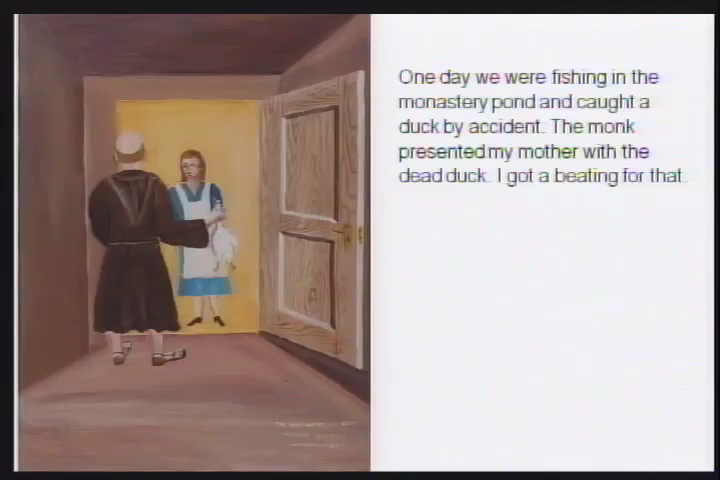 One day we were fishing in the
monastery pond and caught a
duck by accident. The monk
presented my mother with the
dead duck. I got a beating for that.